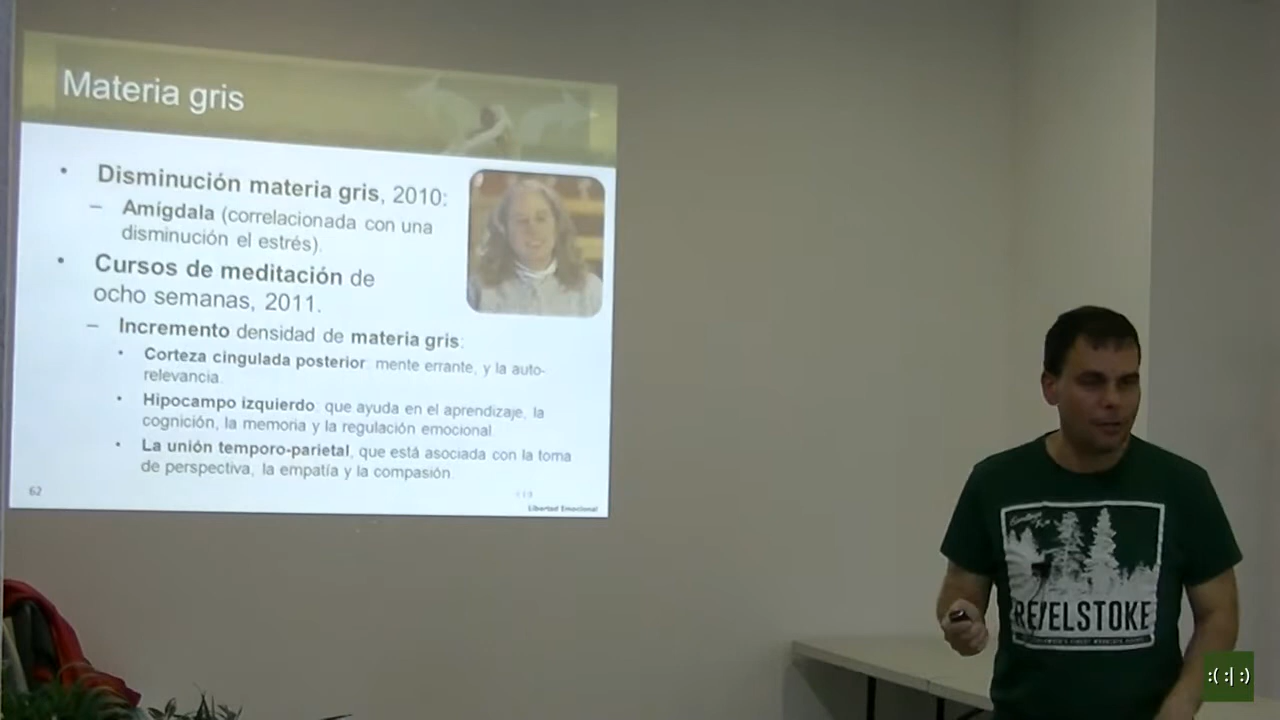 Materia gris
• Disminución materia gris, 2010:
– Amígdala (correlacionada con una
disminución el estrés).
• Cursos de meditación de
ocho semanas, 2011.
– Incremento densidad de materia gris:
• Corteza cingulada posterior: mente errante, y la auto-
relevancia.
• Hipocampo izquierdo, que ayuda en el aprendizaje, la
cognición, la memoria y la regulación emocional.
• La unión temporo-parietal, que está asociada con la toma
de perspectiva, la empatía y la compasión.
62
Libertad Emocional
REVELSTOKE
:( :| :)